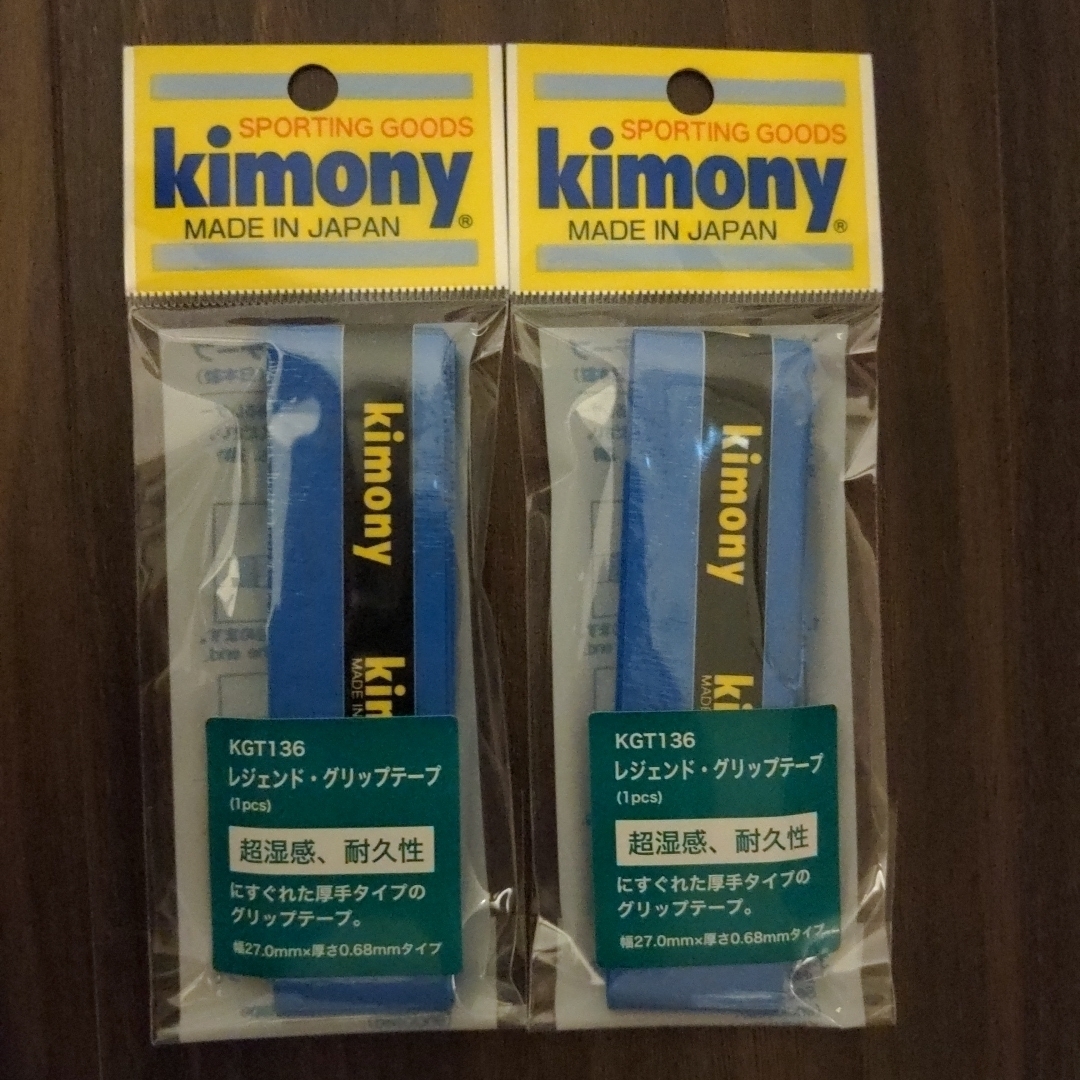 SPORTING GOODS
kimony®
MADE IN JAPAN
kimony
kim
MADE IN
KGT136
レジェンド・グリップテープ
(1pcs)
超湿感、耐久性
にすぐれた厚手タイプの
グリップテープ。
幅27.0mm×厚さ0.68mmタイプ
SPORTING GOODS
kimony®
MADE IN JAPAN
kimony
ki
MADE
KGT136
レジェンド・グリップテープ
(1pcs)
超湿感、耐久性
にすぐれた厚手タイプの
グリップテープ。
幅27.0mm×厚さ0.68mmタイプ